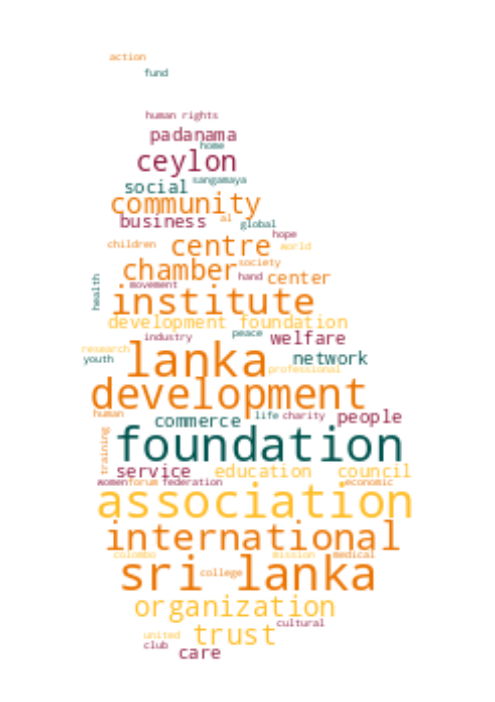 action
fund
human rights
padanama
home
ceylon
sangamaya
social
community
al
business
global
hope
children
centre
world
society
chamber
hand
center
health
movement
institute
development foundation
peace
industry
welfare
research
lanka
youth
network
professional
development
human
commerce
life
charity
people
training
foundation
service
education
council
women
forum
federation
economic
association
international
colombo
mission
medical
sri lanka
college
organization
cultural
united
trust
club
care